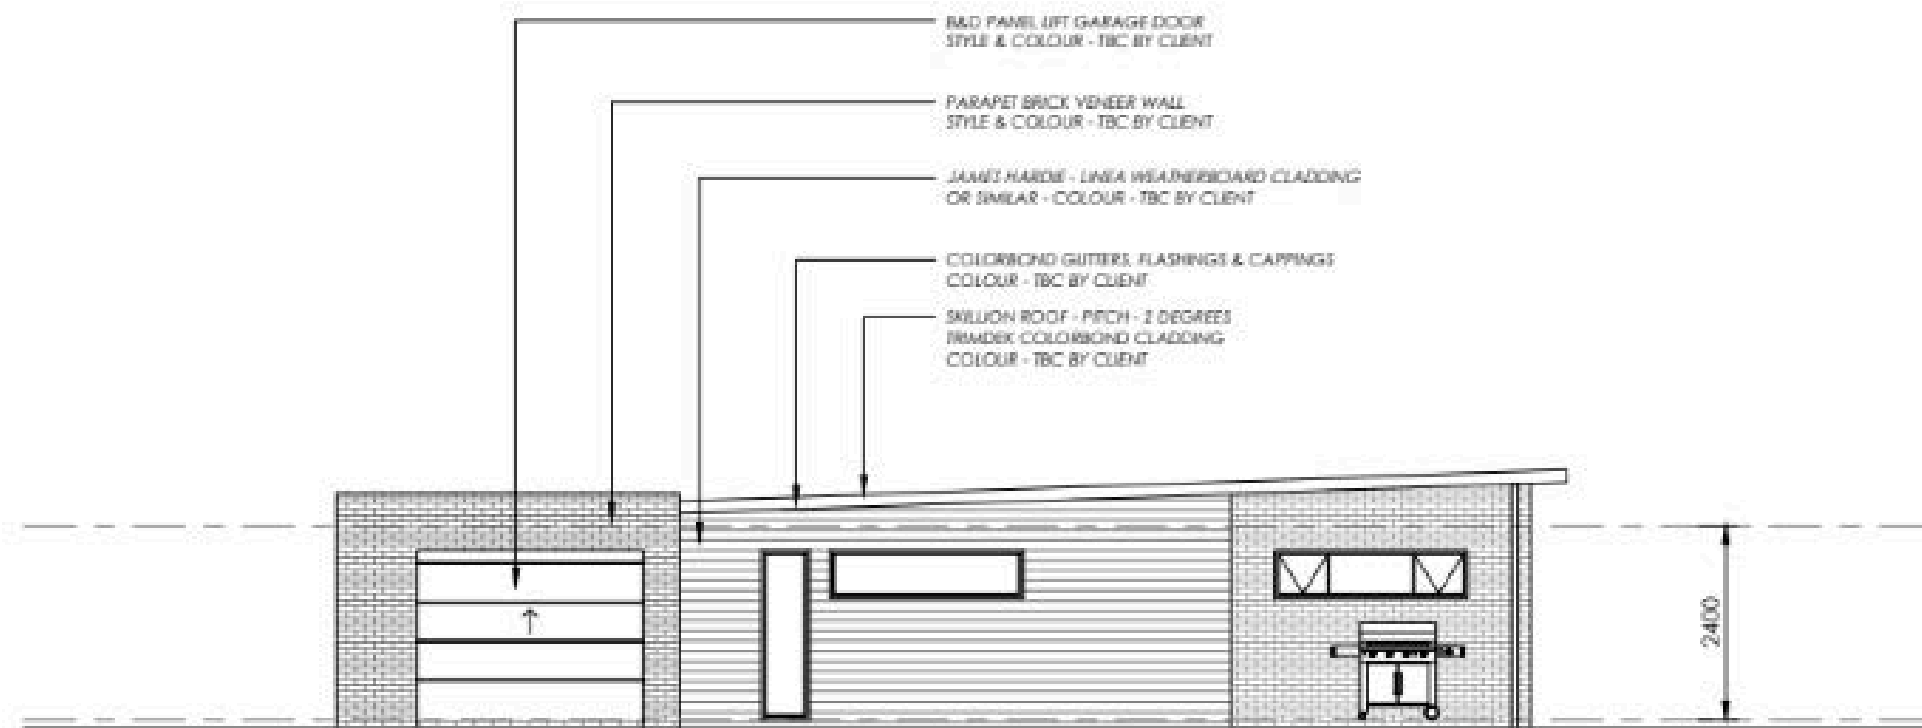 B&D PANEL LIFT GARAGE DOOR
STYLE & COLOUR - TBC BY CLIENT
PARAPET BRICK VENEER WALL
STYLE & COLOUR - TBC BY CLIENT
JAMES HARDIE - LINEA WEATHERBOARD CLADDING
OR SIMILAR - COLOUR - TBC BY CLIENT
COLORBOND GUTTERS, FLASHINGS & CAPPINGS
COLOUR - TBC BY CLIENT
SKILLION ROOF - PITCH - 2 DEGREES
TRIMDEK COLORBOND CLADDING
COLOUR - TBC BY CLIENT
2400